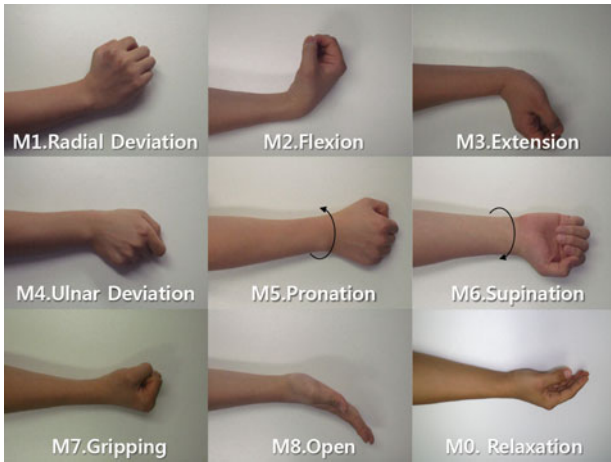 M1.Radial Deviation
M2.Flexion
M3.Extension
M4.Ulnar Deviation
M5.Pronation
M6.Supination
M7.Gripping
M8.Open
M0. Relaxation